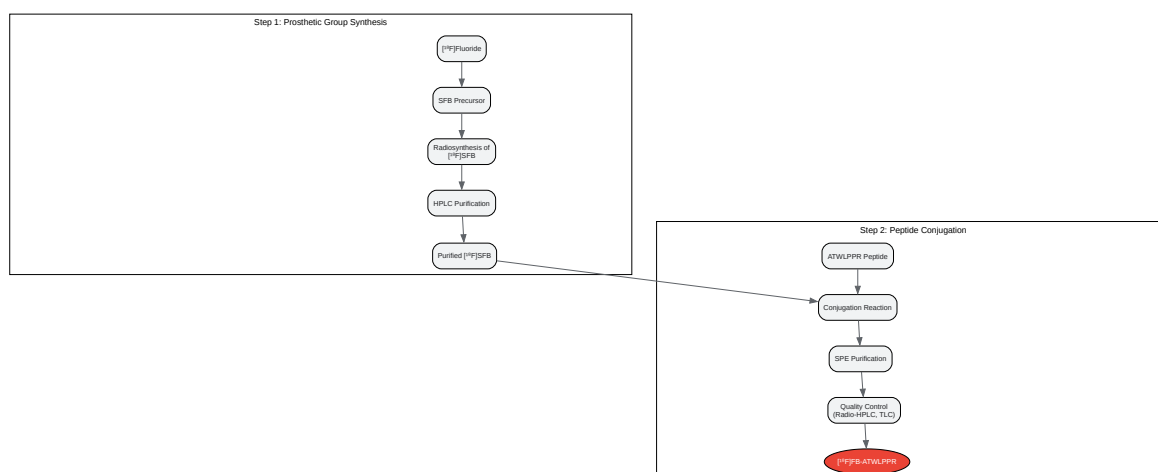 Step 1: Prosthetic Group Synthesis
[¹⁸F]Fluoride
SFB Precursor
Radiosynthesis of
[¹⁸F]SFB
HPLC Purification
Purified [¹⁸F]SFB
Step 2: Peptide Conjugation
ATWLPPR Peptide
Conjugation Reaction
SPE Purification
Quality Control
(Radio-HPLC, TLC)
[¹⁸F]FB-ATWLPPR